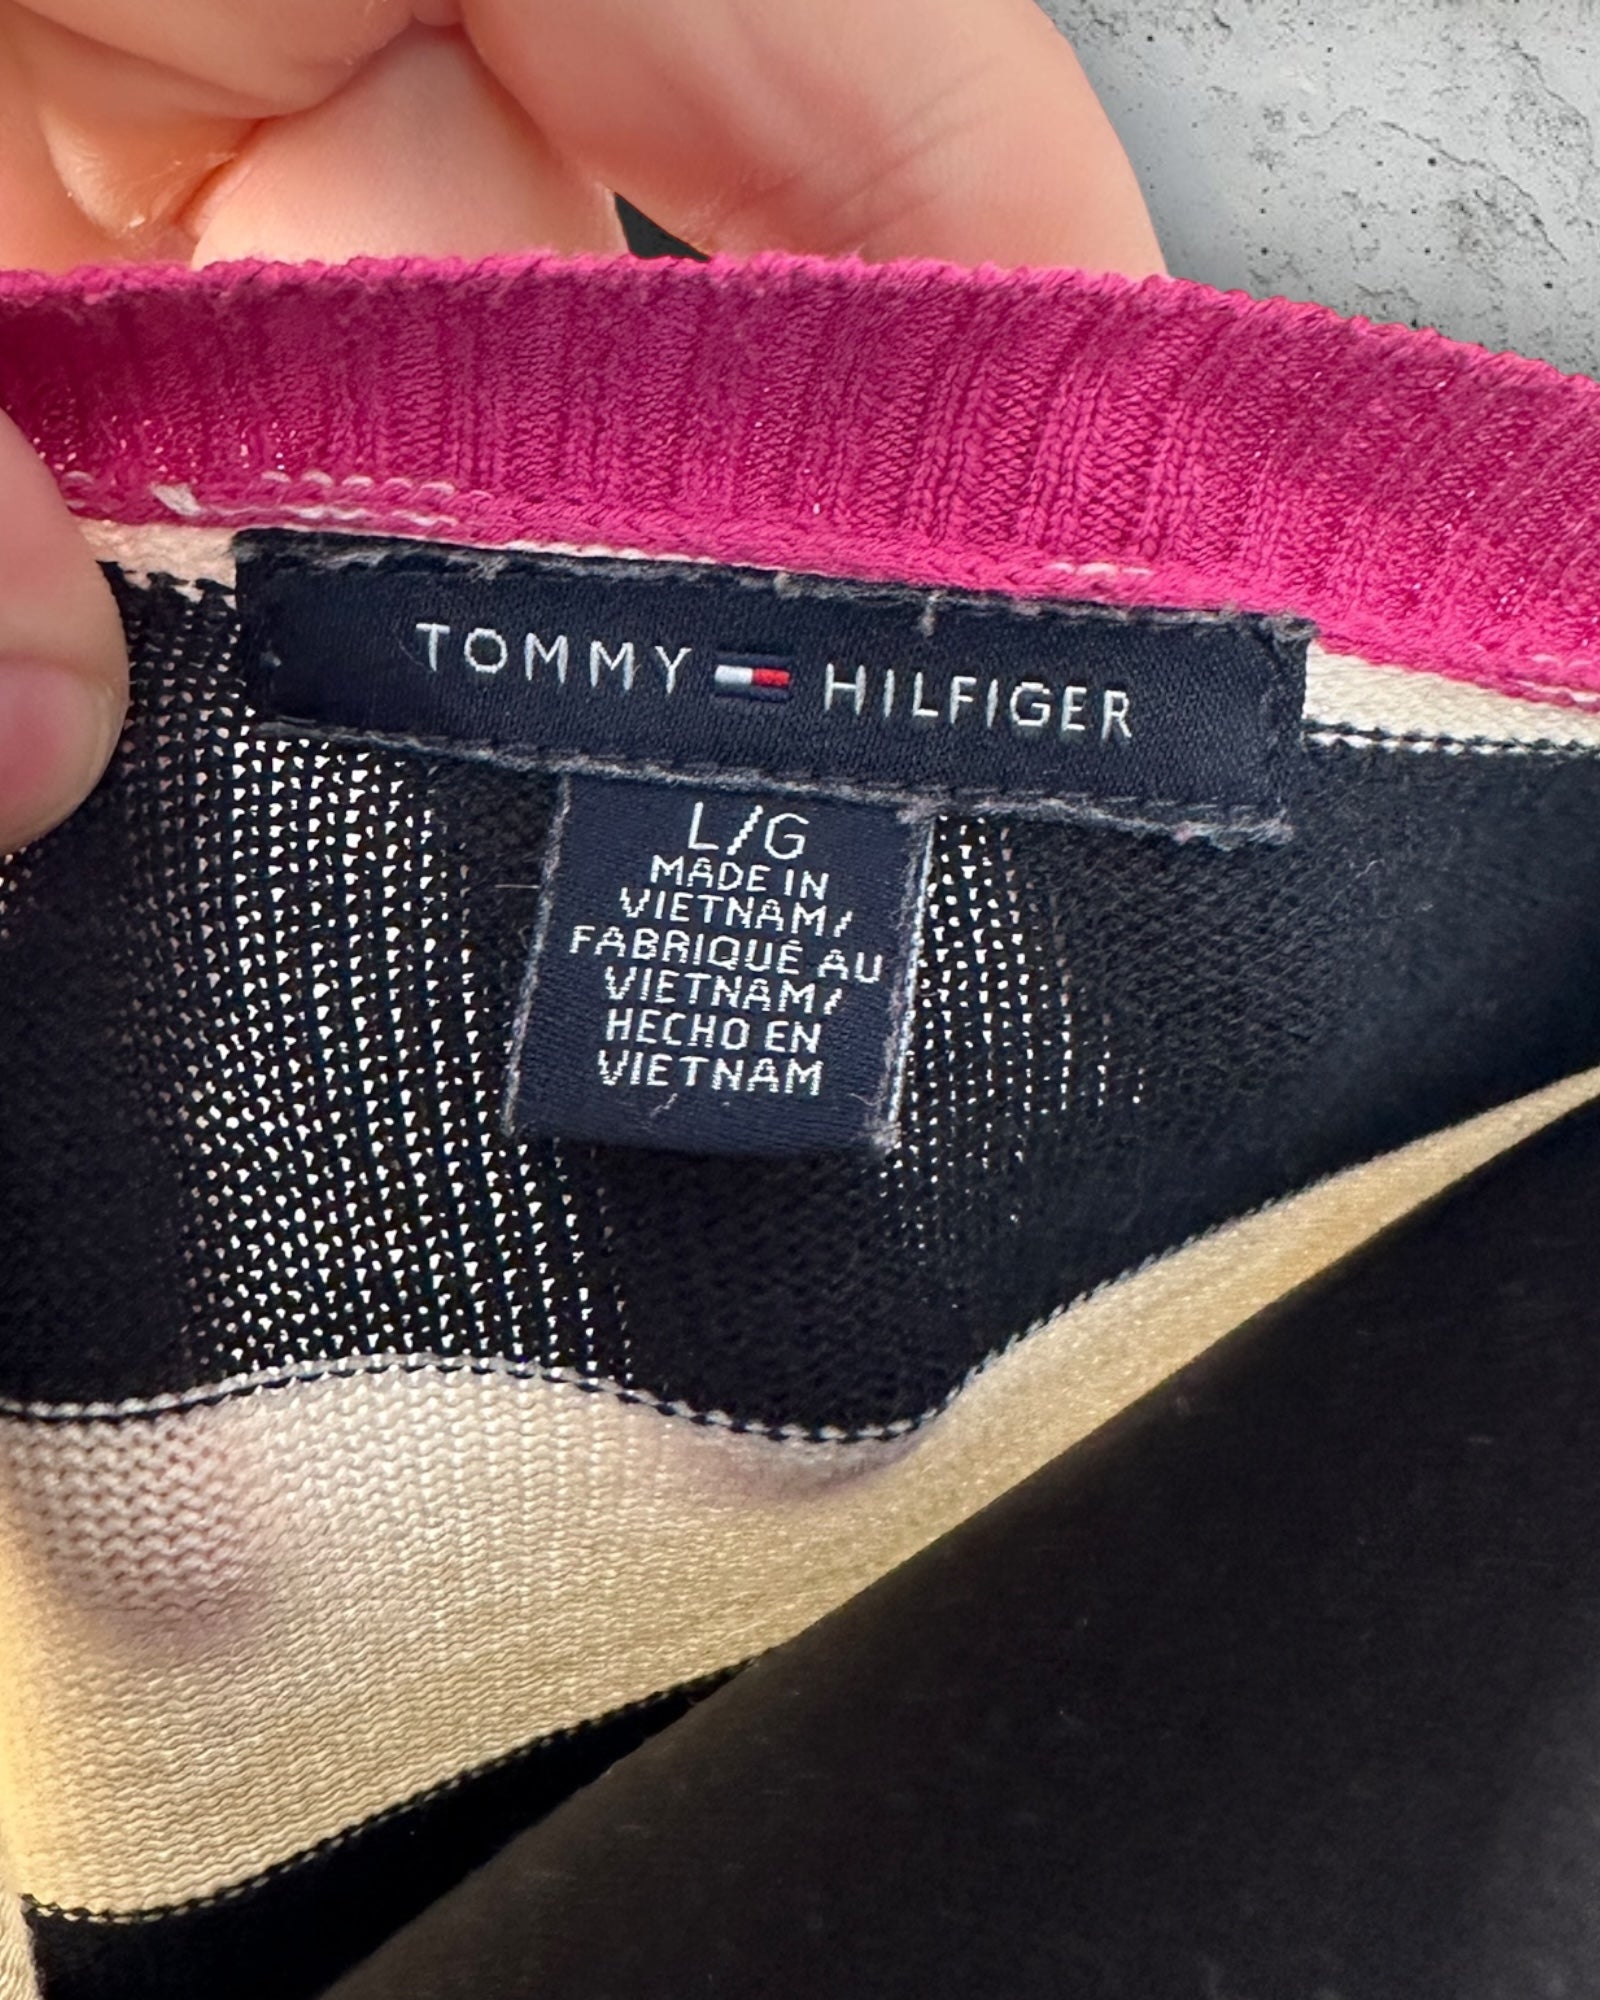 TOMMY HILFIGER
L/G
MADE IN
VIETNAM/
FABRIQUÉ AU
VIETNAM/
HECHO EN
VIETNAM